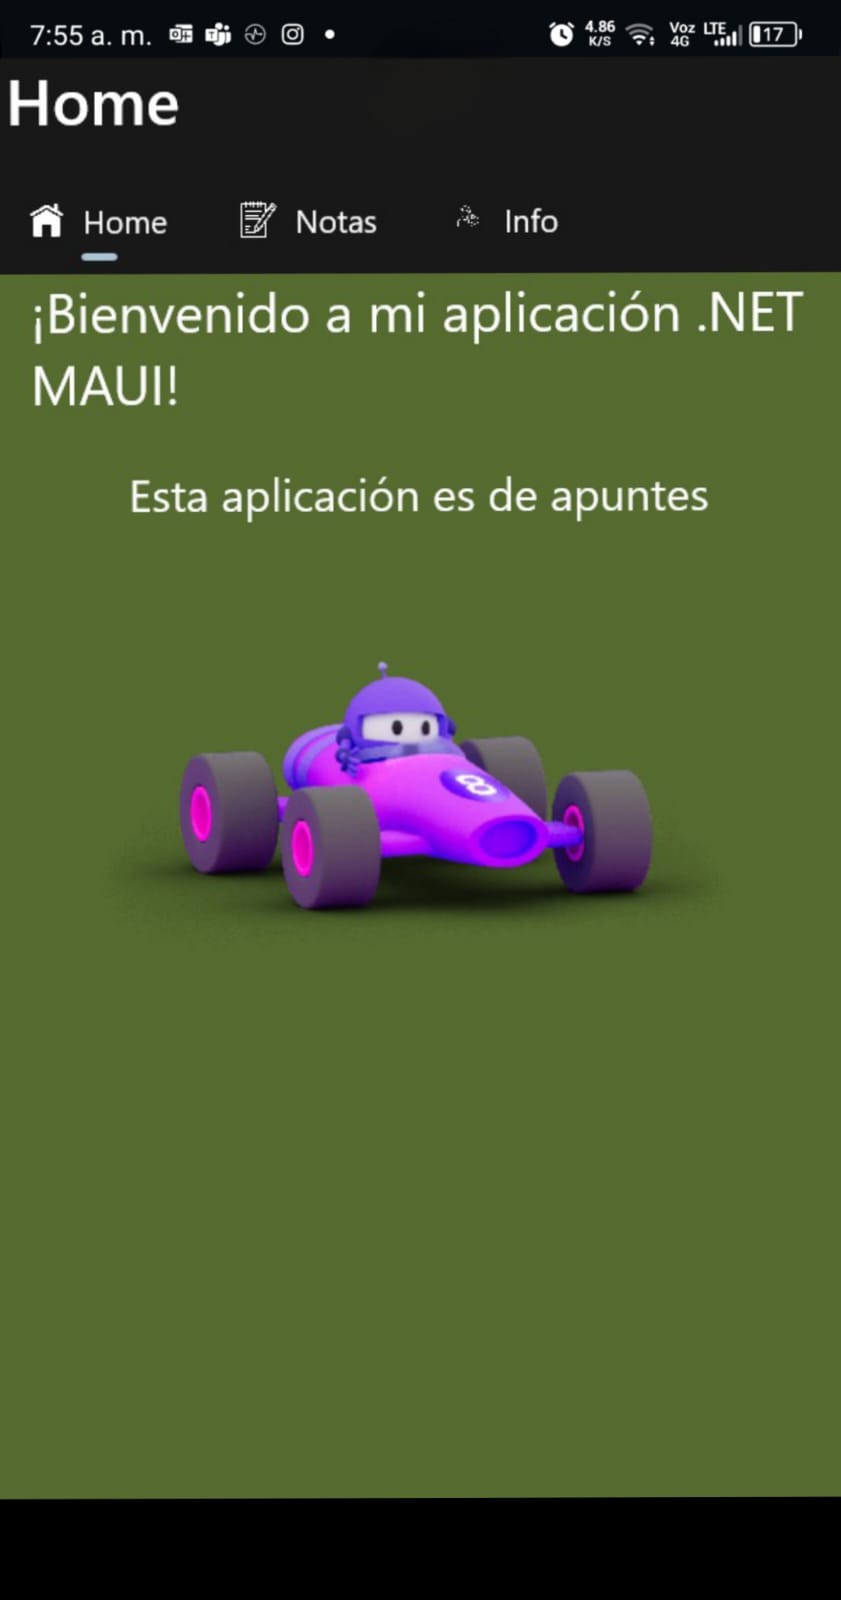 7:55 a. m.
4.86
K/S
Voz
4G
LTE
17
Home
Home
Notas
Info
¡Bienvenido a mi aplicación .NET
MAUI!
Esta aplicación es de apuntes
8